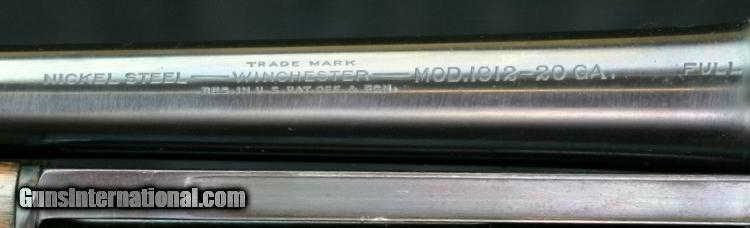 TRADE MARK
NICKEL STEEL — WINCHESTER — MOD. 1912 - 20 GA. FULL
REG. IN U.S. PAT. OFF. & FGN.
GunsInternational.com